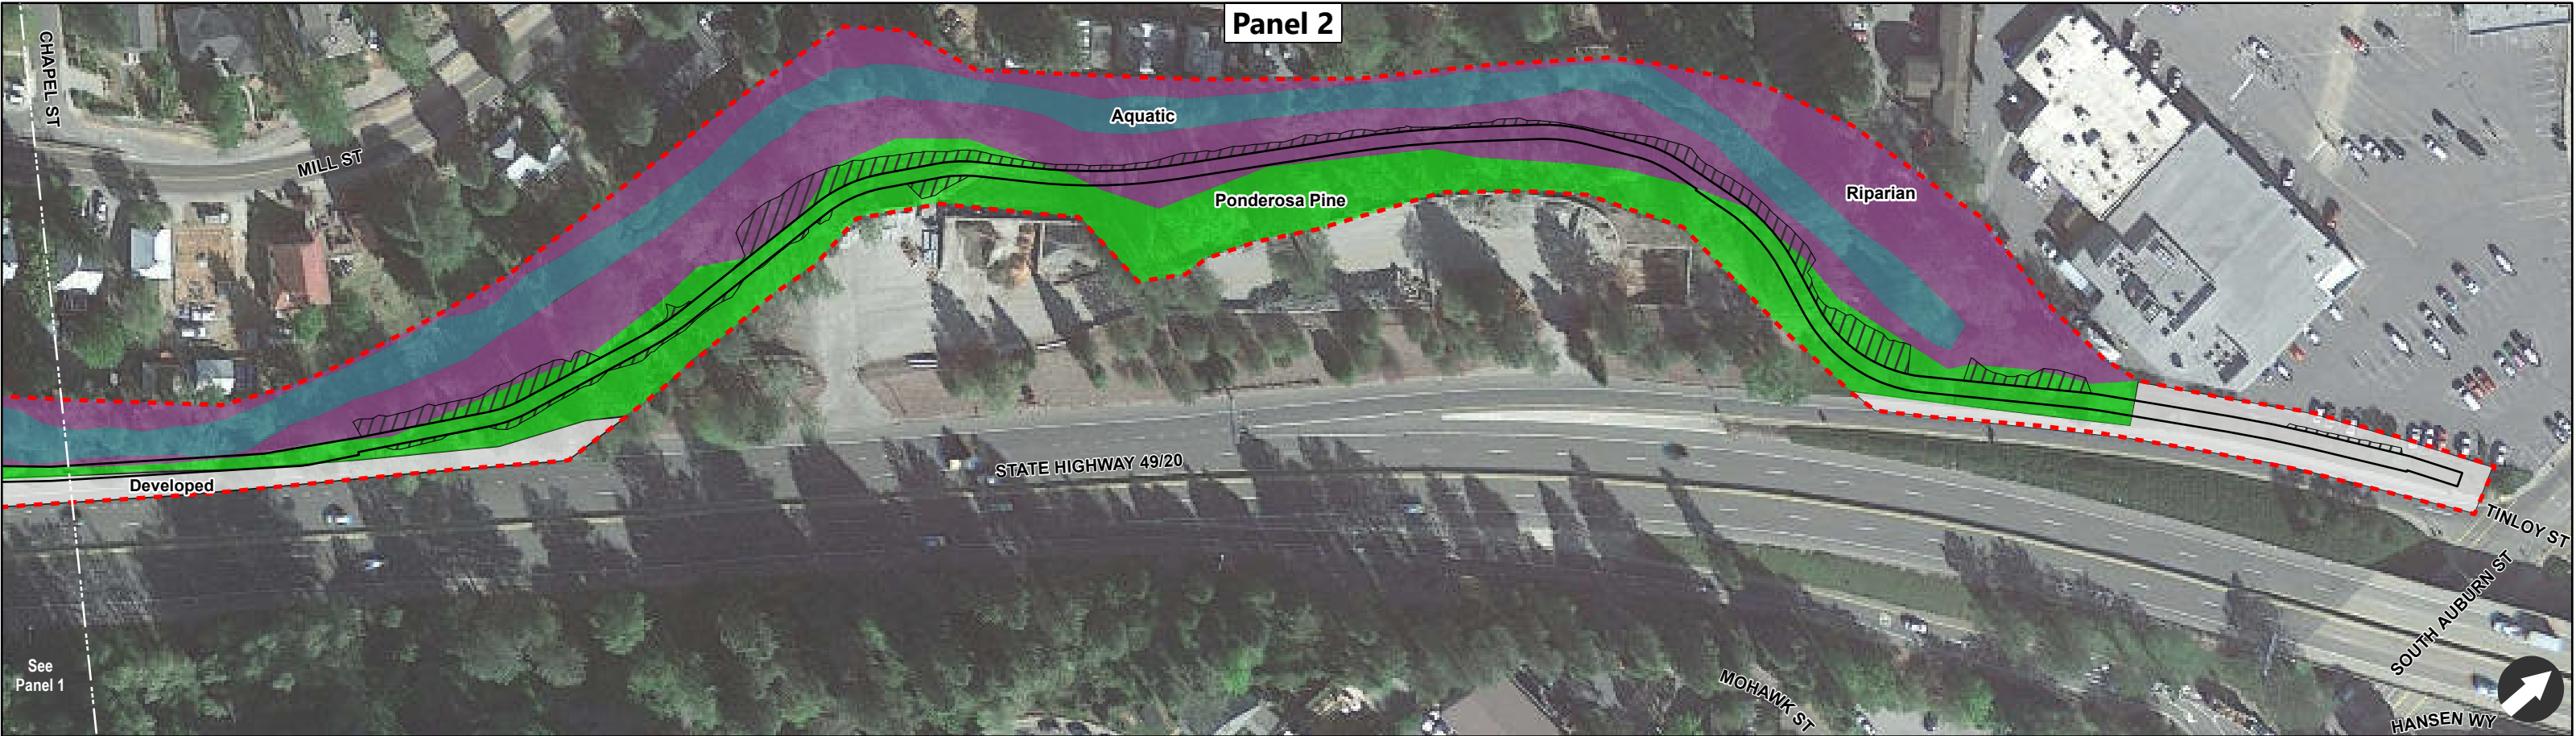 Panel 2
CHAPEL ST
MILL ST
Aquatic
Riparian
Ponderosa Pine
STATE HIGHWAY 49/20
Developed
TINLOY ST
SOUTH AUBURN ST
See
Panel 1
MOHAWK ST
HANSEN WY